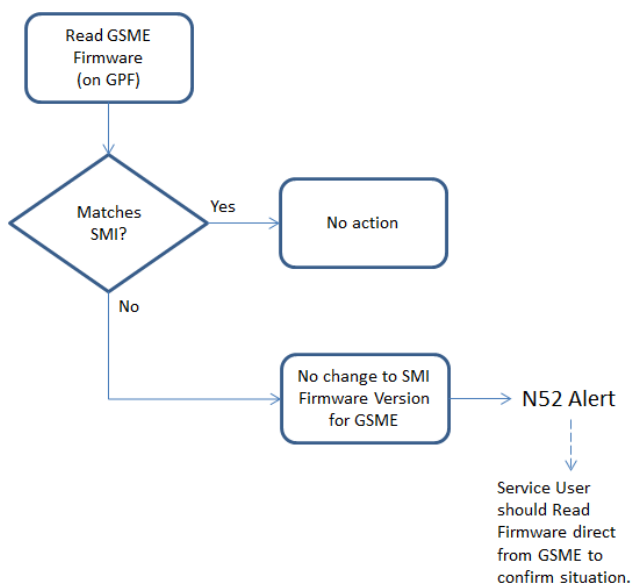 Read GSME
Firmware
(on GPF)
Matches
SMI?
Yes
No action
No
No change to SMI
Firmware Version
for GSME
N52 Alert
Service User
should Read
Firmware direct
from GSME to
confirm situation.